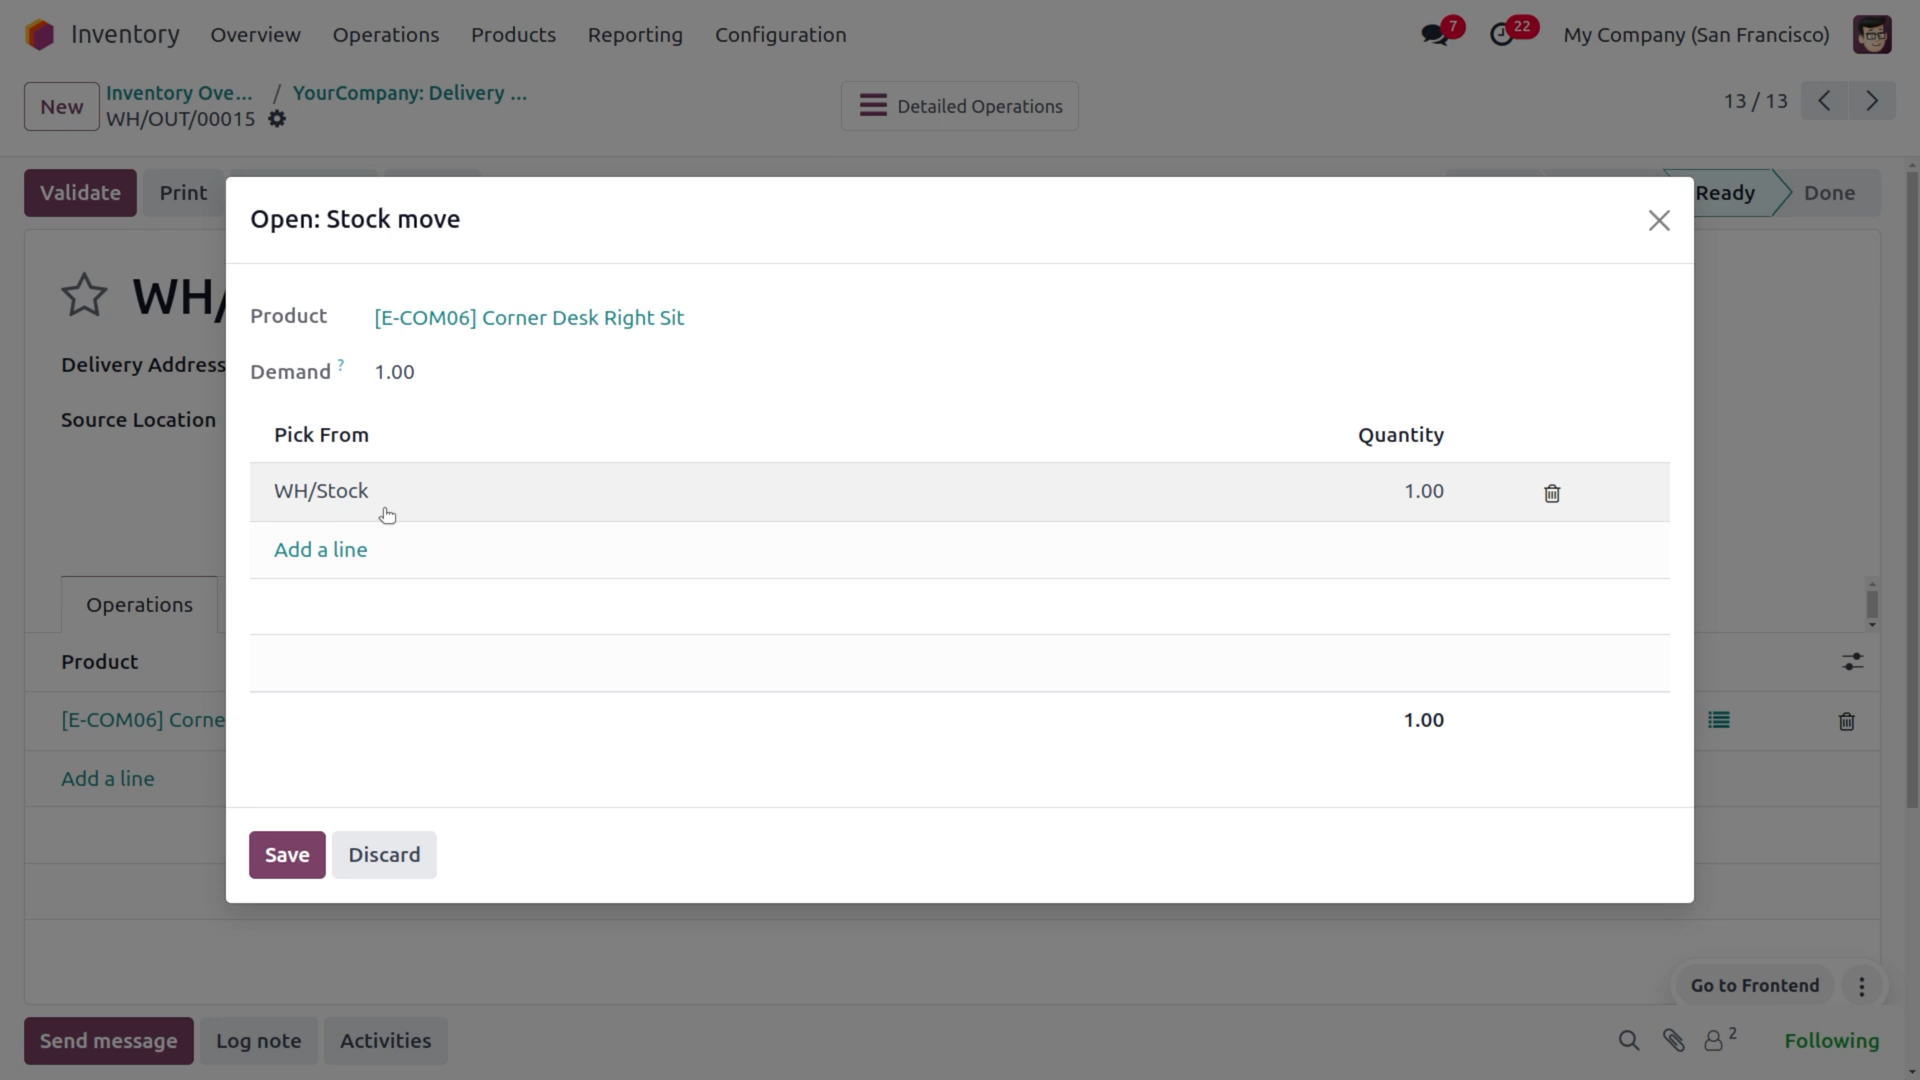 Inventory Overview Operations Products Reporting Configuration 7 22 My Company (San Francisco)
New Inventory Ove... / YourCompany: Delivery ... Detailed Operations 13 / 13
WH/OUT/00015
Validate Print Ready Done
Open: Stock move
WH/
Product [E-COM06] Corner Desk Right Sit
Delivery Address
Demand ? 1.00
Source Location
Pick From Quantity
WH/Stock 1.00
Add a line
Operations
Product
[E-COM06] Corne 1.00
Add a line
Save Discard
Go to Frontend
Send message Log note Activities 2 Following